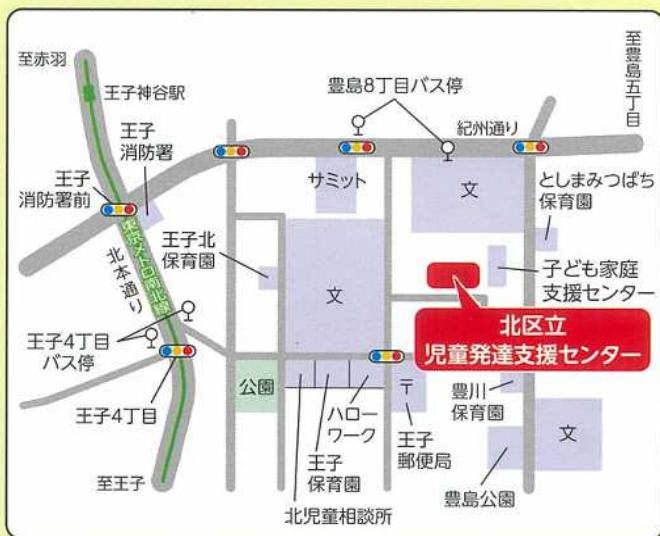 至赤羽
王子神谷駅
王子
消防署
王子
消防署前
東京メトロ南北線
北本通り
王子4丁目
バス停
王子4丁目
至王子
豊島8丁目バス停
紀州通り
至豊島五丁目
サミット
文
としまみつばち
保育園
王子北
保育園
文
子ども家庭
支援センター
北区立
児童発達支援センター
公園
ハロー
ワーク
王子
保育園
北児童相談所
〒
王子
郵便局
豊川
保育園
文
豊島公園